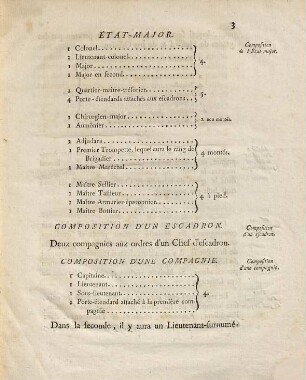 3
ÉTAT-MAJOR.
Composition de l'État major.
1 Colonel
1 Lieutenant-colonel
1 Major
1 Major en second
4.
1 Quartier-maître-trésorier
4 Porte-étendards attachés aux escadrons
5.
1 Chirurgien-major
1 Aumônier
2 non montés.
2 Adjudans
1 Premier Trompette, lequel aura le rang de
Brigadier
1 Maître Maréchal
4 montés.
1 Maître Sellier
1 Maître Tailleur
1 Maître Armurier éperonnier
1 Maître Bottier
4 à pied.
COMPOSITION D'UN ESCADRON.
Composition d'un escadron.
Deux compagnies aux ordres d'un Chef d'escadron.
COMPOSITION D'UNE COMPAGNIE.
Composition d'une compagnie.
1 Capitaine
1 Lieutenant
1 Sous-lieutenant
1 Porte-étendard attaché à la première com-
pagnie
4.
Dans la seconde, il y aura un Lieutenant-surnumé-